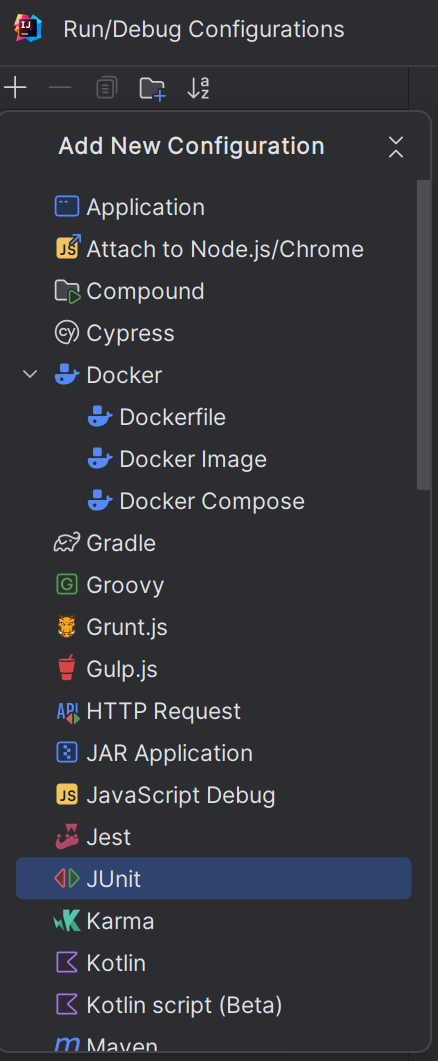 Run/Debug Configurations
Add New Configuration
Application
Attach to Node.js/Chrome
Compound
Cypress
Docker
Dockerfile
Docker Image
Docker Compose
Gradle
Groovy
Grunt.js
Gulp.js
HTTP Request
JAR Application
JavaScript Debug
Jest
JUnit
Karma
Kotlin
Kotlin script (Beta)
Maven